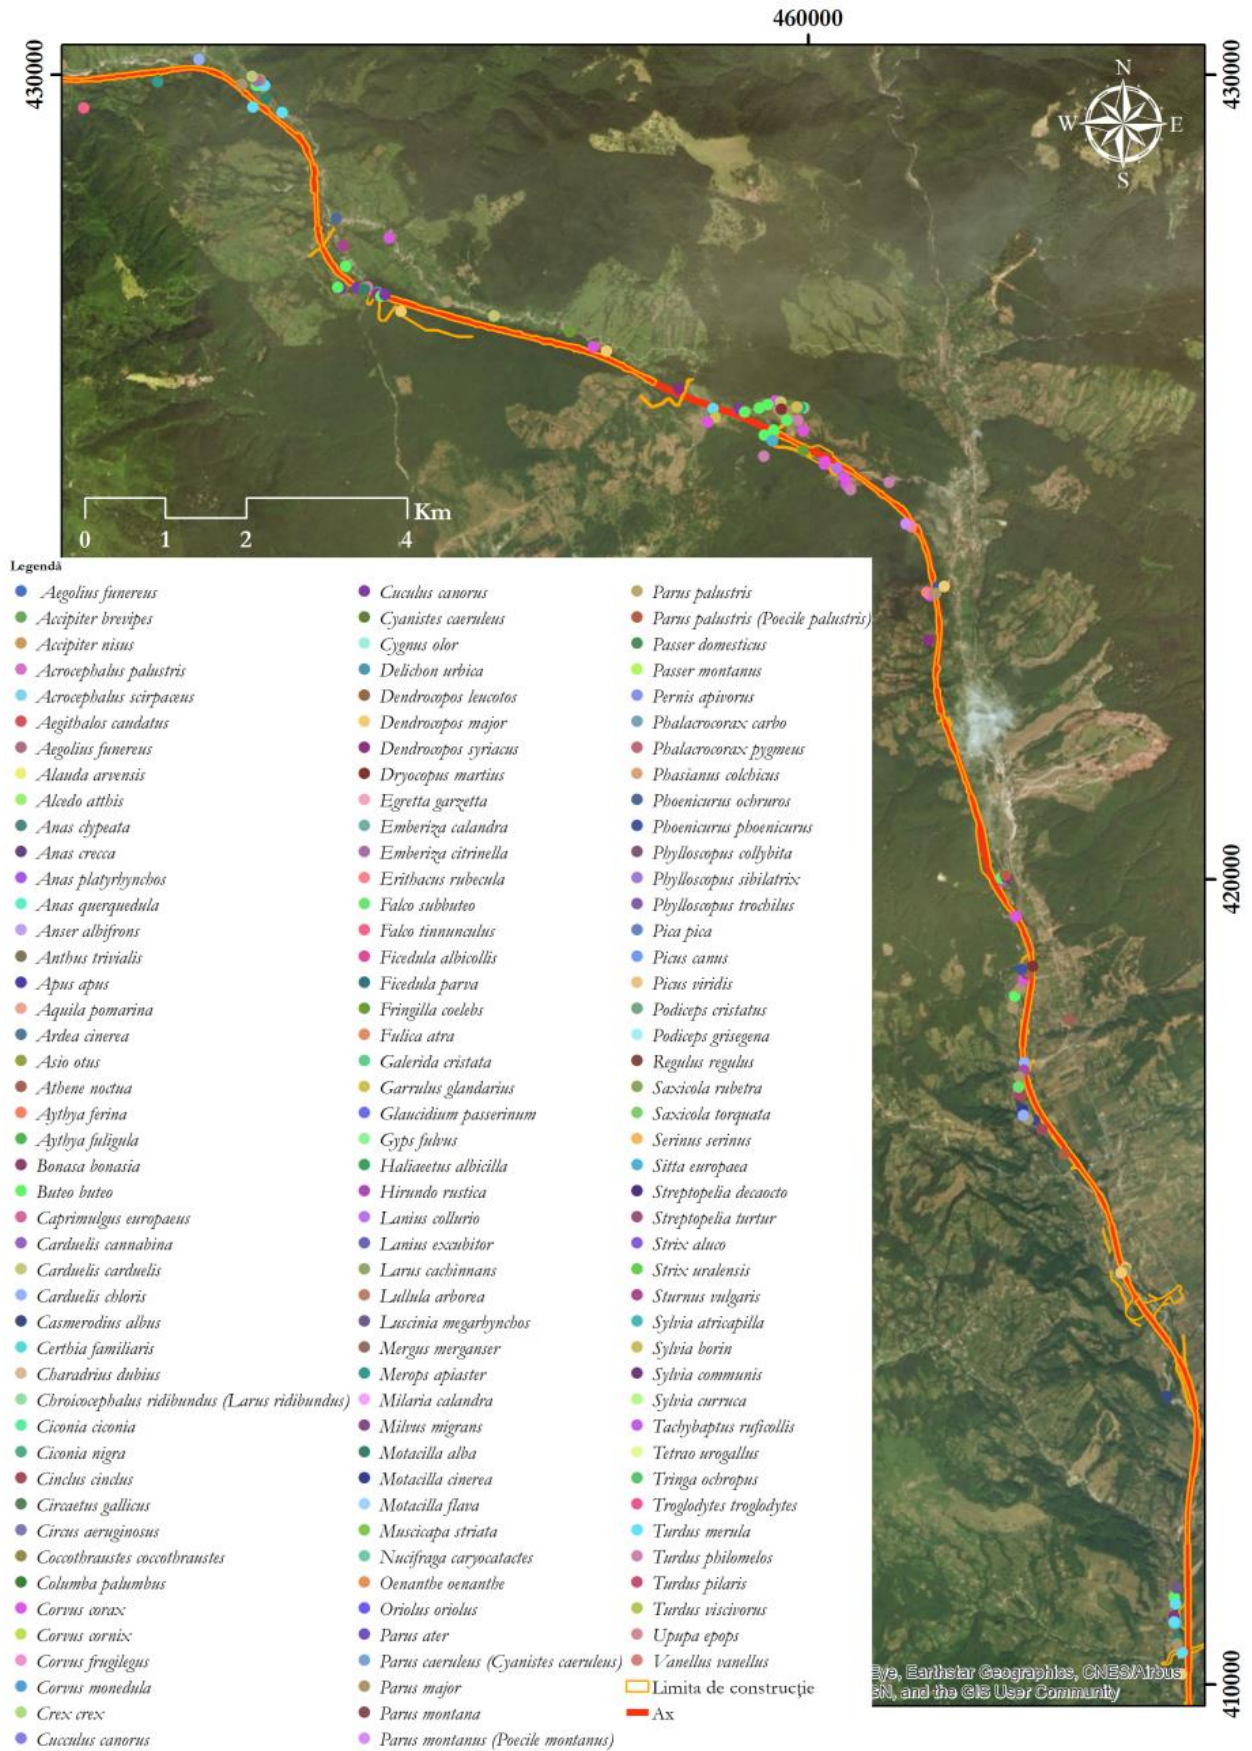 460000
430000
430000
N
W E
S
Km
0 1 2 4
Legendă
Aegolius funereus
Accipiter brevipes
Accipiter nisus
Acrocephalus palustris
Acrocephalus scirpaceus
Aegithalos caudatus
Aegolius funereus
Alauda arvensis
Alcedo atthis
Anas clypeata
Anas crecca
Anas platyrhynchos
Anas querquedula
Anser albifrons
Anthus trivialis
Apus apus
Aquila pomarina
Ardea cinerea
Asio otus
Athene noctua
Aythya ferina
Aythya fuligula
Bonasa bonasia
Buteo buteo
Caprimulgus europaeus
Carduelis cannabina
Carduelis carduelis
Carduelis chloris
Casmerodius albus
Certhia familiaris
Charadrius dubius
Chroicocephalus ridibundus (Larus ridibundus)
Ciconia ciconia
Ciconia nigra
Cinclus cinclus
Circaetus gallicus
Circus aeruginosus
Coccothraustes coccothraustes
Columba palumbus
Corvus corax
Corvus cornix
Corvus frugilegus
Corvus monedula
Crex crex
Cucculus canorus
Cuculus canorus
Cyanistes caeruleus
Cygnus olor
Delichon urbica
Dendrocopos leucotos
Dendrocopos major
Dendrocopos syriacus
Dryocopus martius
Egretta garzetta
Emberiza calandra
Emberiza citrinella
Erithacus rubecula
Falco subbuteo
Falco tinnunculus
Ficedula albicollis
Ficedula parva
Fringilla coelebs
Fulica atra
Galerida cristata
Garrulus glandarius
Glaucidium passerinum
Gyps fulvus
Haliaeetus albicilla
Hirundo rustica
Lanius collurio
Lanius excubitor
Larus cachinnans
Lullula arborea
Luscinia megarhynchos
Mergus merganser
Merops apiaster
Milaria calandra
Milvus migrans
Motacilla alba
Motacilla cinerea
Motacilla flava
Muscicapa striata
Nucifraga caryocatactes
Oenanthe oenanthe
Oriolus oriolus
Parus ater
Parus caeruleus (Cyanistes caeruleus)
Parus major
Parus montana
Parus montanus (Poecile montanus)
Parus palustris
Parus palustris (Poecile palustris)
Passer domesticus
Passer montanus
Pernis apivorus
Phalacrocorax carbo
Phalacrocorax pygmeus
Phasianus colchicus
Phoenicurus ochruros
Phoenicurus phoenicurus
Phylloscopus collybita
Phylloscopus sibilatrix
Phylloscopus trochilus
Pica pica
Picus canus
Picus viridis
Podiceps cristatus
Podiceps grisegena
Regulus regulus
Saxicola rubetra
Saxicola torquata
Serinus serinus
Sitta europaea
Streptopelia decaocto
Streptopelia turtur
Strix aluco
Strix uralensis
Sturnus vulgaris
Sylvia atricapilla
Sylvia borin
Sylvia communis
Sylvia curruca
Tachybaptus ruficollis
Tetrao urogallus
Tringa ochropus
Troglodytes troglodytes
Turdus merula
Turdus philomelos
Turdus pilaris
Turdus viscivorus
Upupa epops
Vanellus vanellus
Limita de construcție
Ax
420000
410000
Eye, Earthstar Geographics, CNES/Airbus
GN, and the GIS User Community